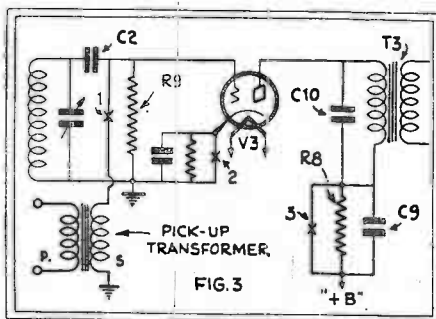 C2
T3
1
R9
C10
V3
2
R8
3
C9
P.
S
PICK-UP
TRANSFORMER.
FIG.3
"+B"